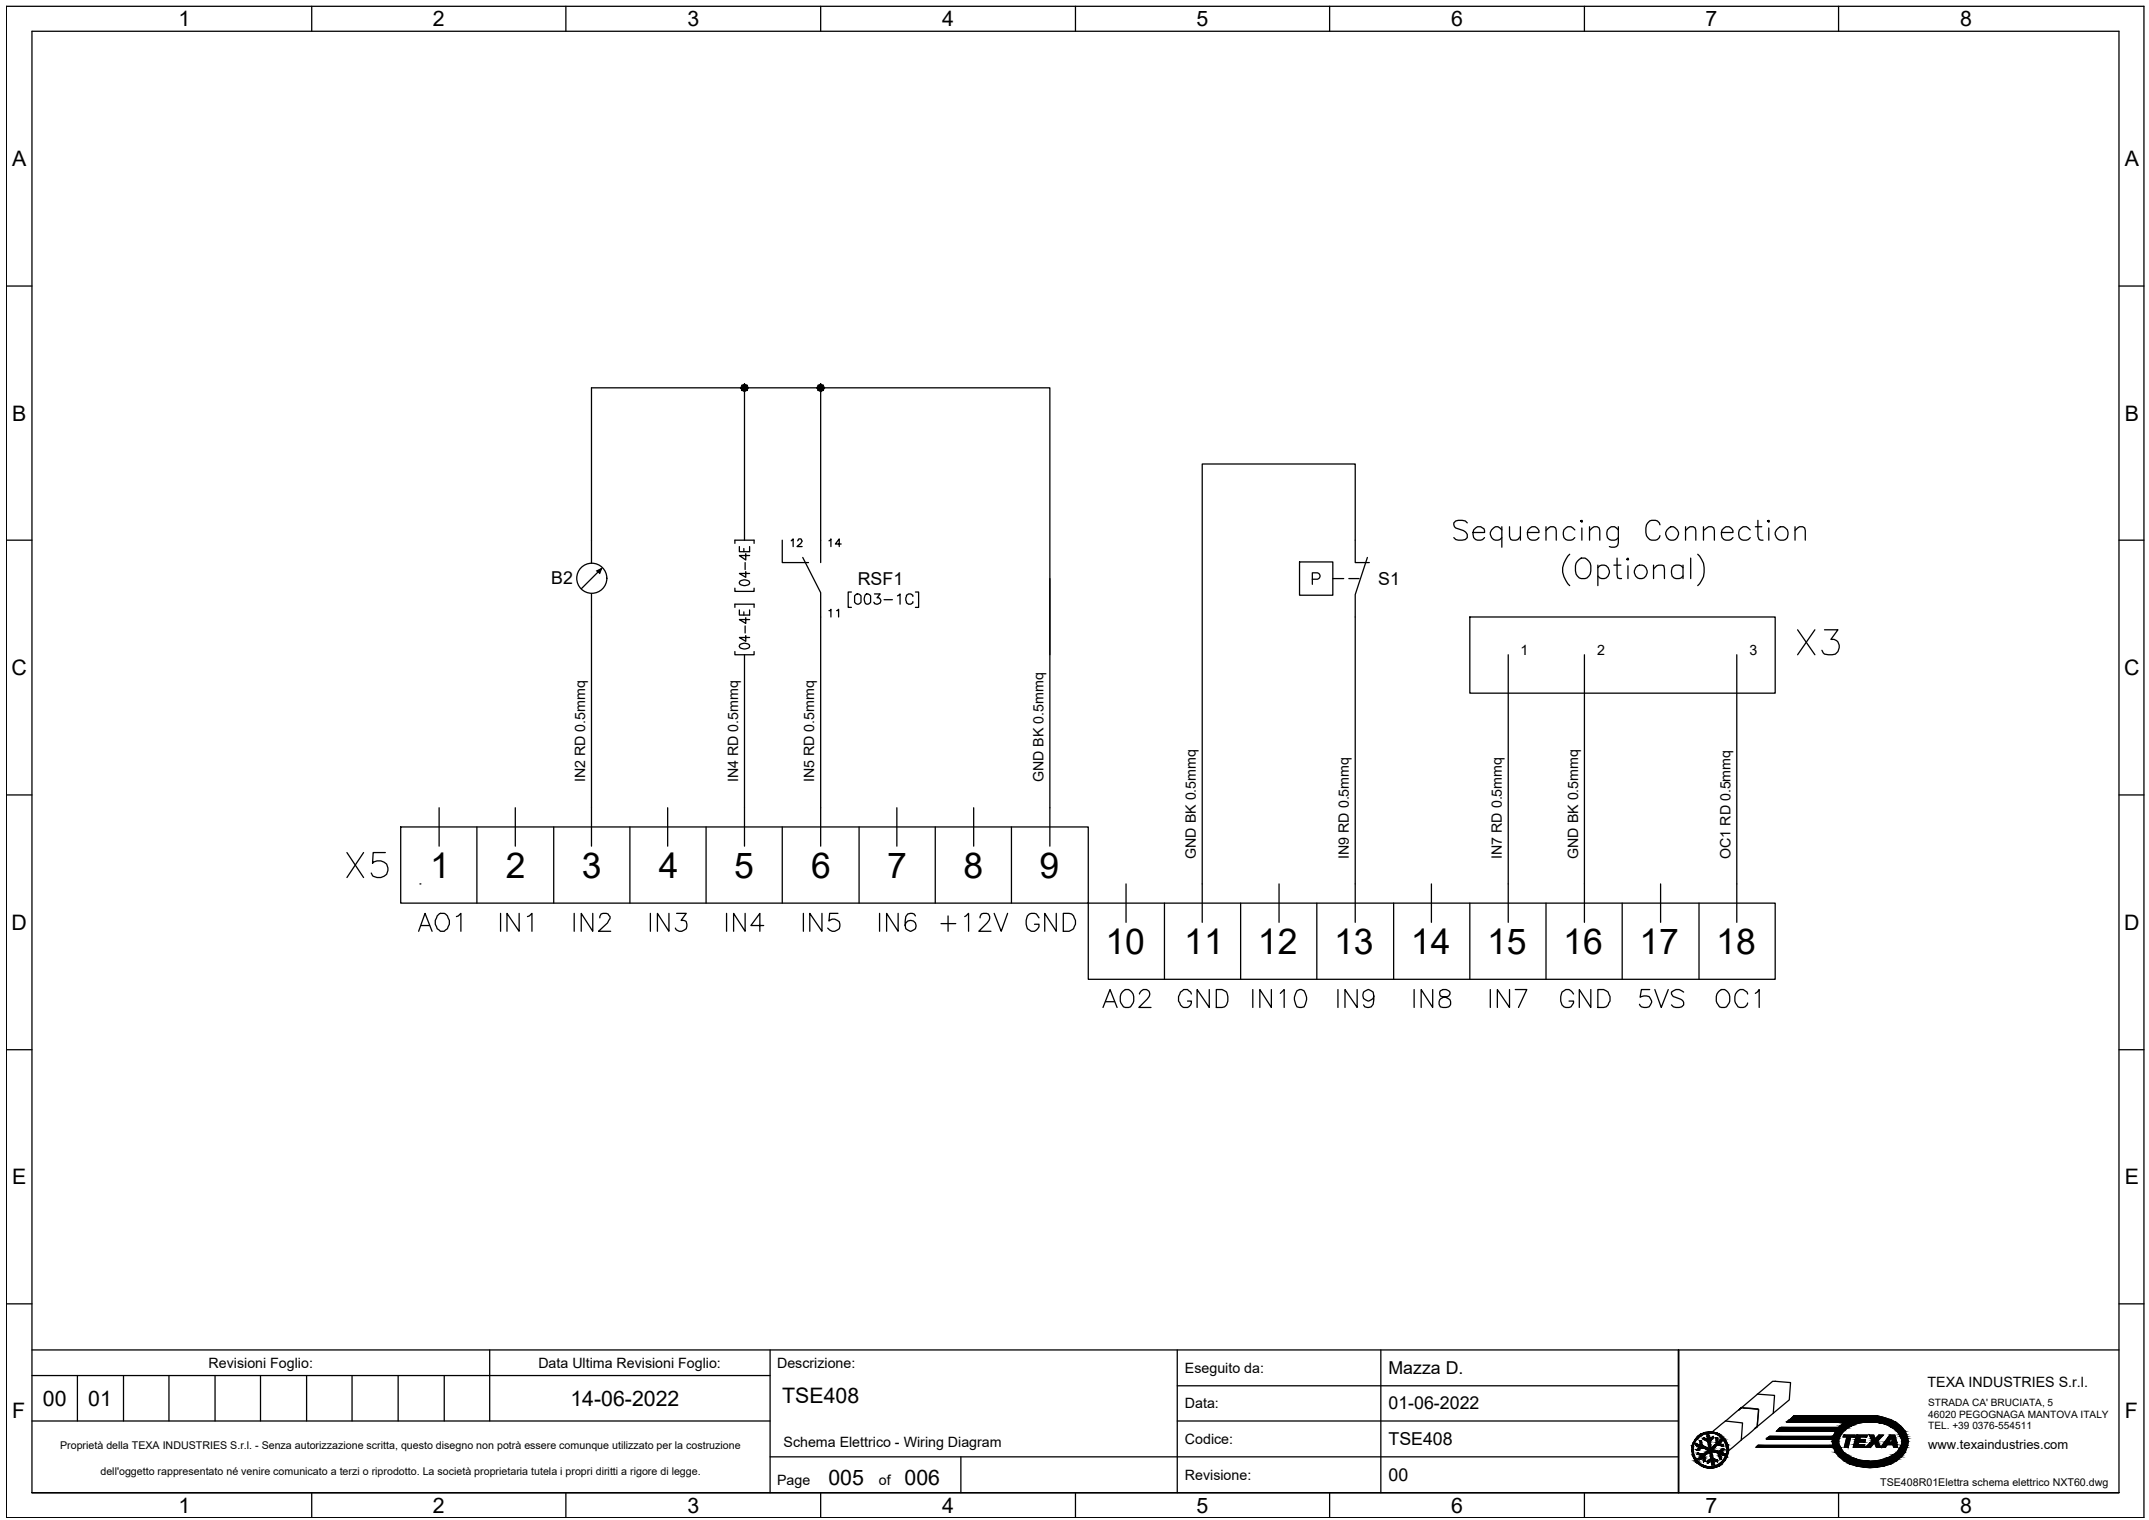 1 2 3 4 5 6 7 8
A A
B B
Sequencing Connection
(Optional)
12 14
[04-4E]
B2
RSF1
P S1
[003-1C]
11
[04-4E]
X3
1 2 3
C C
IN2 RD 0.5mmq
IN4 RD 0.5mmq
IN5 RD 0.5mmq
GND BK 0.5mmq
GND BK 0.5mmq
IN9 RD 0.5mmq
IN7 RD 0.5mmq
GND BK 0.5mmq
OC1 RD 0.5mmq
X5 1 2 3 4 5 6 7 8 9
D AO1 IN1 IN2 IN3 IN4 IN5 IN6 +12V GND D
10 11 12 13 14 15 16 17 18
AO2 GND IN10 IN9 IN8 IN7 GND 5VS OC1
E E
F F
Revisioni Foglio:
00 01
Data Ultima Revisioni Foglio:
14-06-2022
Proprietà della TEXA INDUSTRIES S.r.l. - Senza autorizzazione scritta, questo disegno non potrà essere comunque utilizzato per la costruzione
dell'oggetto rappresentato né venire comunicato a terzi o riprodotto. La società proprietaria tutela i propri diritti a rigore di legge.
Descrizione:
TSE408
Schema Elettrico - Wiring Diagram
Page 005 of 006
Eseguito da: Mazza D.
Data: 01-06-2022
Codice: TSE408
Revisione: 00
TEXA
TEXA INDUSTRIES S.r.l.
STRADA CA' BRUCIATA, 5
46020 PEGOGNAGA MANTOVA ITALY
TEL. +39 0376-554511
www.texaindustries.com
TSE408R01Elettra schema elettrico NXT60.dwg
1 2 3 4 5 6 7 8